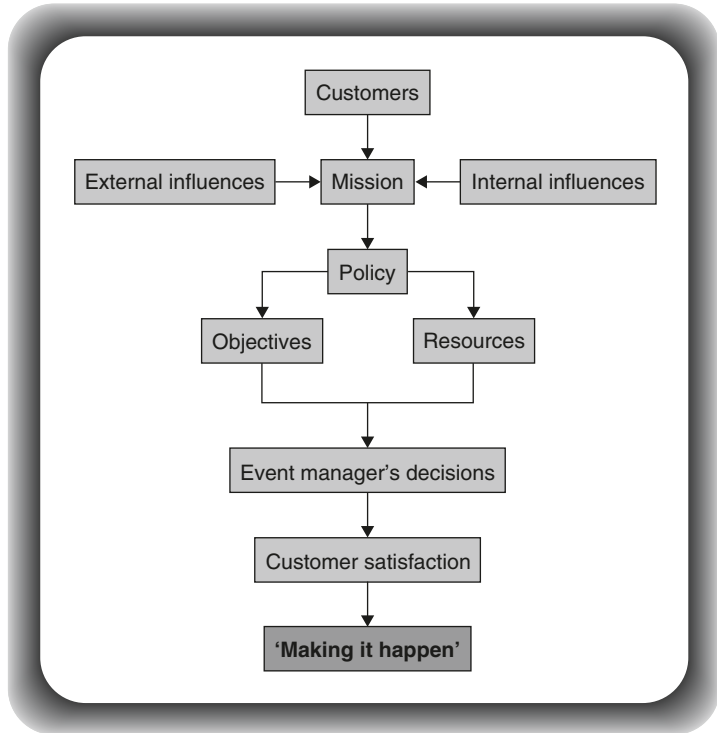 Customers
External influences
Mission
Internal influences
Policy
Objectives
Resources
Event manager’s decisions
Customer satisfaction
‘Making it happen’